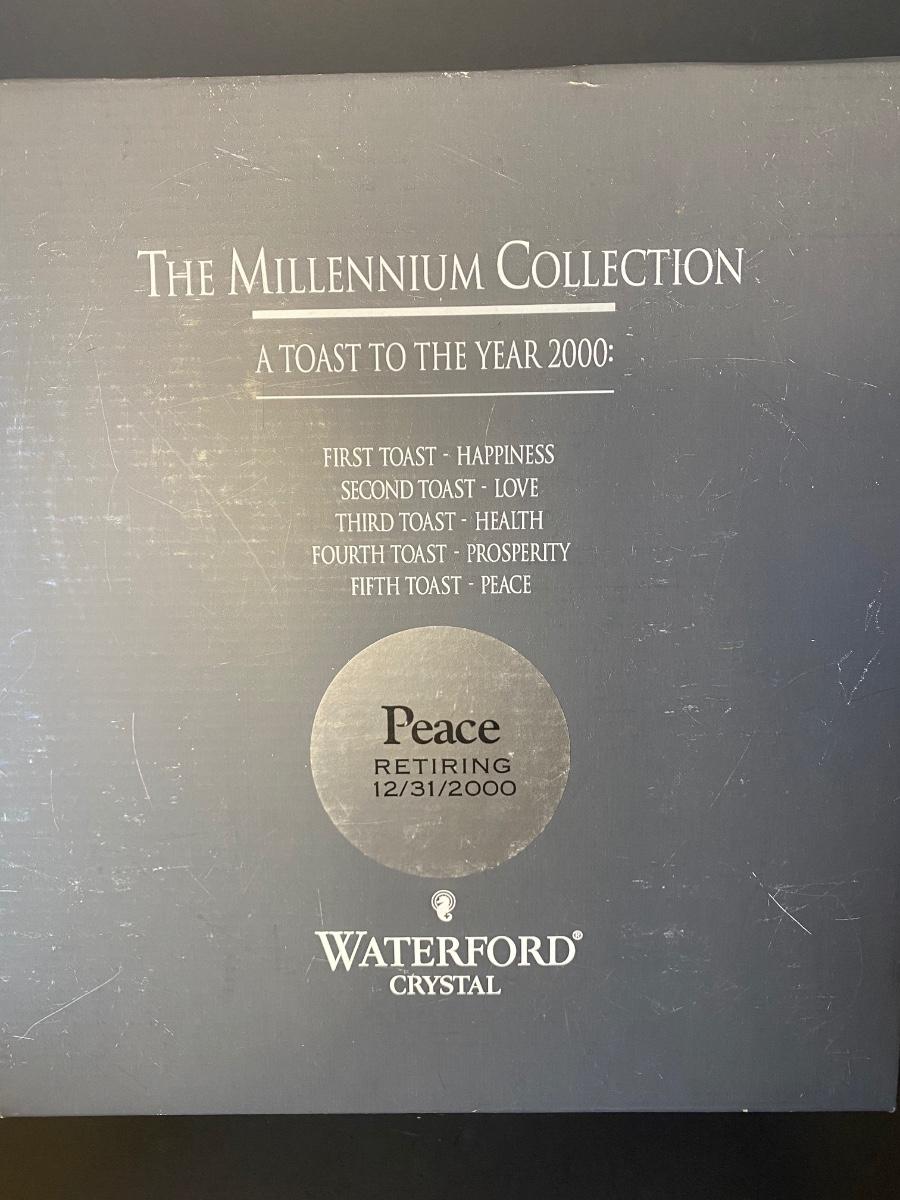 THE MILLENNIUM COLLECTION
A TOAST TO THE YEAR 2000:
FIRST TOAST - HAPPINESS
SECOND TOAST - LOVE
THIRD TOAST - HEALTH
FOURTH TOAST - PROSPERITY
FIFTH TOAST - PEACE
Peace
RETIRING
12/31/2000
WATERFORD®
CRYSTAL